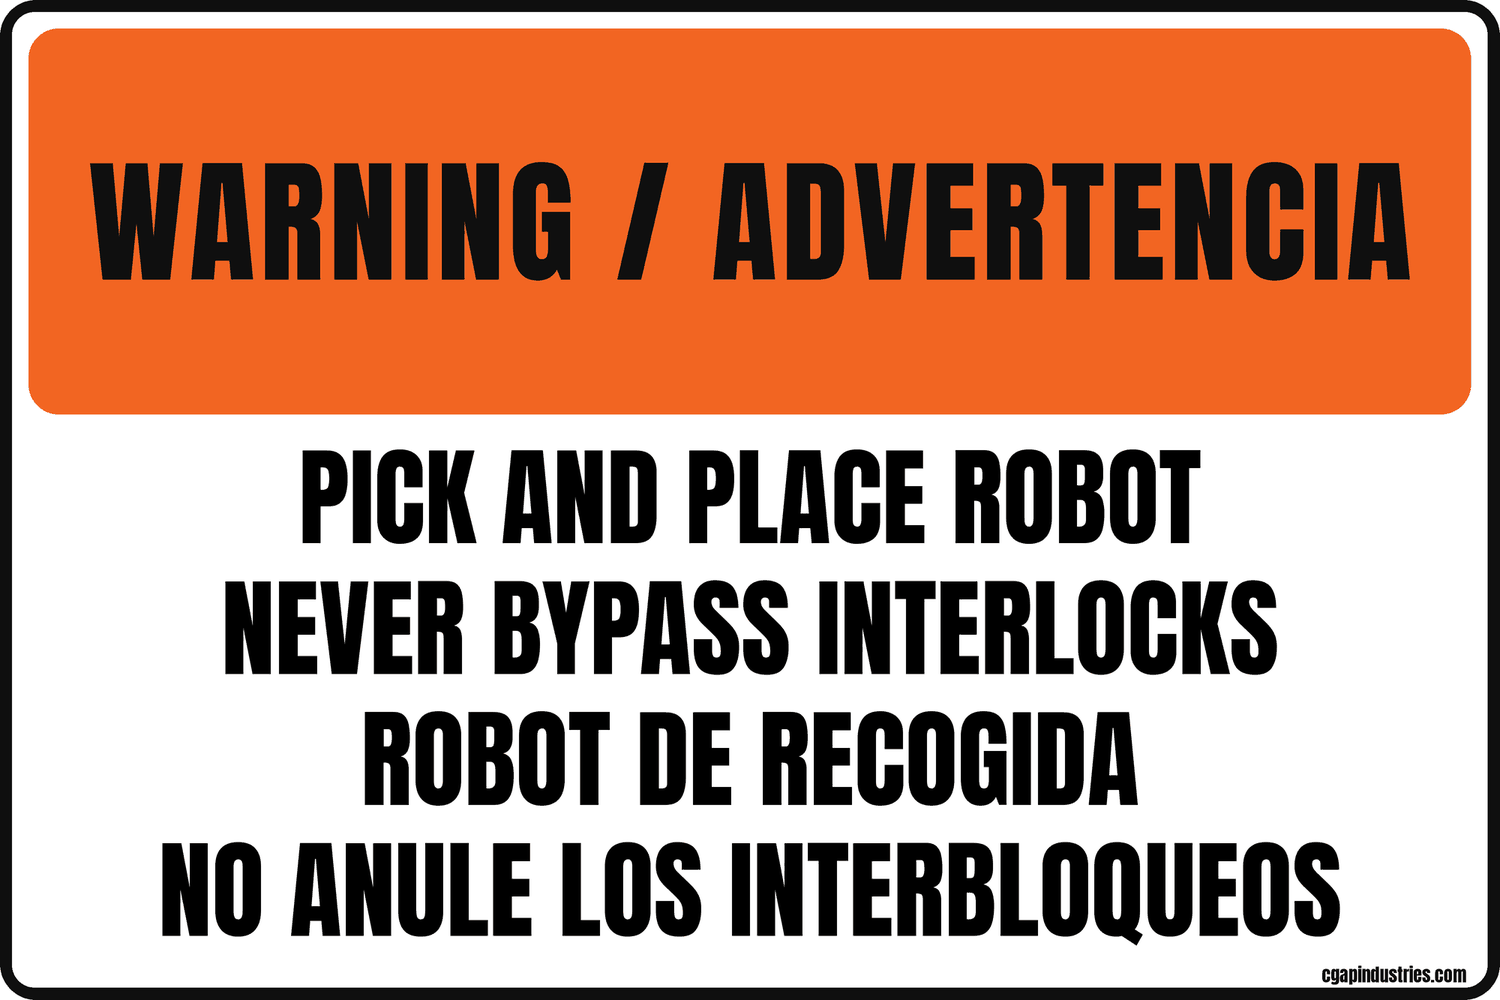 WARNING / ADVERTENCIA
PICK AND PLACE ROBOT
NEVER BYPASS INTERLOCKS
ROBOT DE RECOGIDA
NO ANULE LOS INTERBLOQUEOS
cgapindustries.com